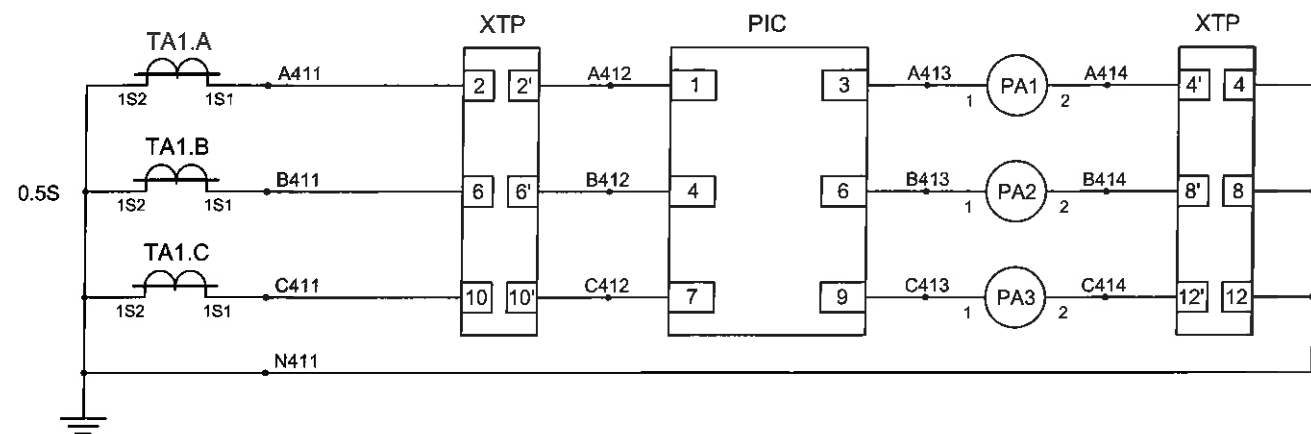 XTP PIC XTP
TA1.A
A411 A412 A413 A414
2 2' 1 3 PA1 4' 4
1S2 1S1 1 2
TA1.B
B411 B412 B413 B414
0.5S 6 6' 4 6 PA2 8' 8
1S2 1S1 1 2
TA1.C
C411 C412 C413 C414
10 10' 7 9 PA3 12' 12
1S2 1S1 1 2
N411